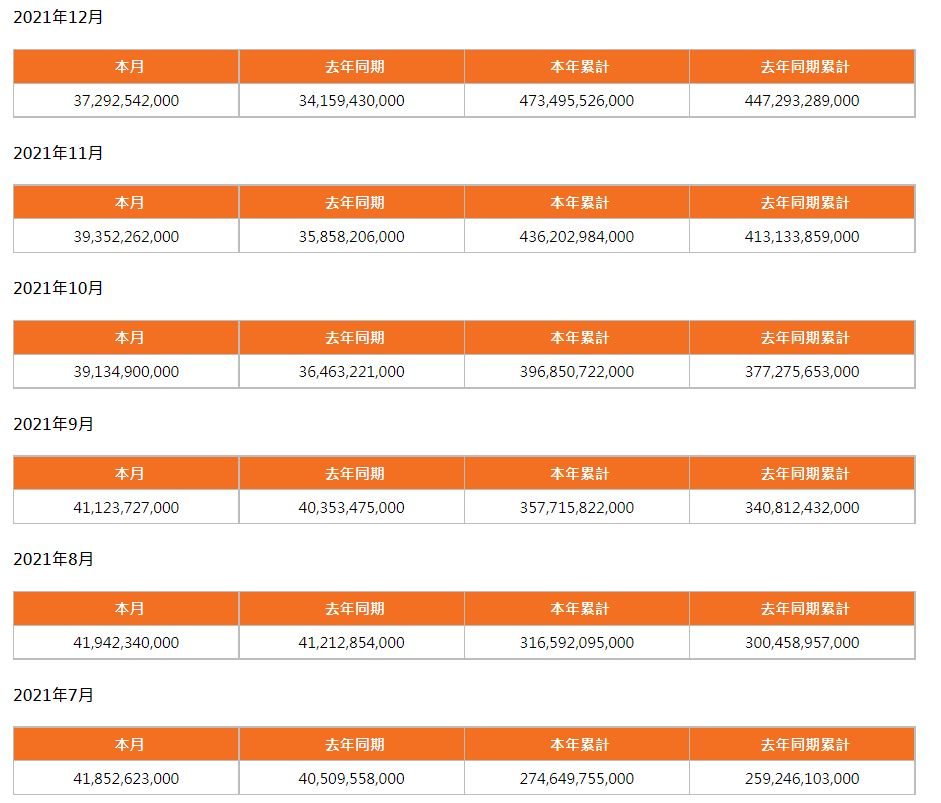 2021年12月
本月 去年同期 本年累計 去年同期累計
37,292,542,000 34,159,430,000 473,495,526,000 447,293,289,000
2021年11月
本月 去年同期 本年累計 去年同期累計
39,352,262,000 35,858,206,000 436,202,984,000 413,133,859,000
2021年10月
本月 去年同期 本年累計 去年同期累計
39,134,900,000 36,463,221,000 396,850,722,000 377,275,653,000
2021年9月
本月 去年同期 本年累計 去年同期累計
41,123,727,000 40,353,475,000 357,715,822,000 340,812,432,000
2021年8月
本月 去年同期 本年累計 去年同期累計
41,942,340,000 41,212,854,000 316,592,095,000 300,458,957,000
2021年7月
本月 去年同期 本年累計 去年同期累計
41,852,623,000 40,509,558,000 274,649,755,000 259,246,103,000